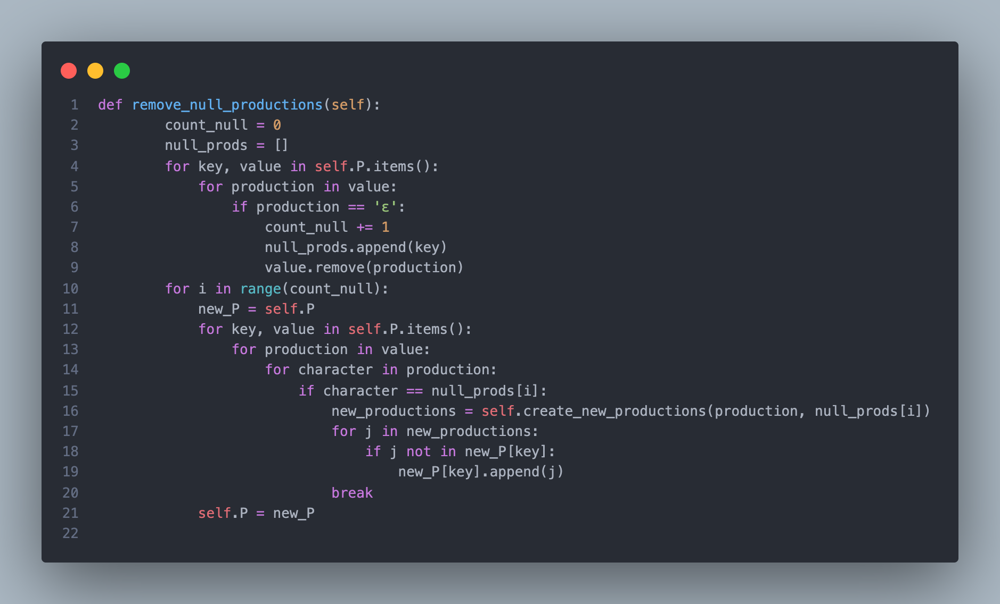 1 def remove_null_productions(self):
2         count_null = 0
3         null_prods = []
4         for key, value in self.P.items():
5             for production in value:
6                 if production == 'ε':
7                     count_null += 1
8                     null_prods.append(key)
9                     value.remove(production)
10         for i in range(count_null):
11             new_P = self.P
12             for key, value in self.P.items():
13                 for production in value:
14                     for character in production:
15                         if character == null_prods[i]:
16                             new_productions = self.create_new_productions(production, null_prods[i])
17                             for j in new_productions:
18                                 if j not in new_P[key]:
19                                     new_P[key].append(j)
20                             break
21             self.P = new_P
22